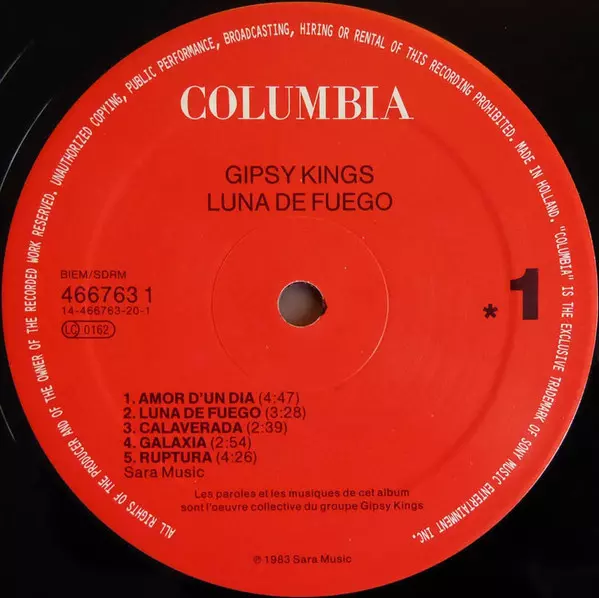 ALL RIGHTS OF THE PRODUCER AND OF THE OWNER OF THE RECORDED WORK RESERVED. UNAUTHORIZED COPYING, PUBLIC PERFORMANCE, BROADCASTING, HIRING OR RENTAL OF THIS RECORDING PROHIBITED. MADE IN HOLLAND. "COLUMBIA" IS THE EXCLUSIVE TRADEMARK OF SONY MUSIC ENTERTAINMENT INC.
COLUMBIA
GIPSY KINGS
LUNA DE FUEGO
BIEM/SDRM
466763 1
14-466763-20-1
LC 0162
* 1
1. AMOR D'UN DIA (4:47)
2. LUNA DE FUEGO (3:28)
3. CALAVERADA (2:39)
4. GALAXIA (2:54)
5. RUPTURA (4:26)
Sara Music
Les paroles et les musiques de cet album
sont l'oeuvre collective du groupe Gipsy Kings
℗ 1983 Sara Music